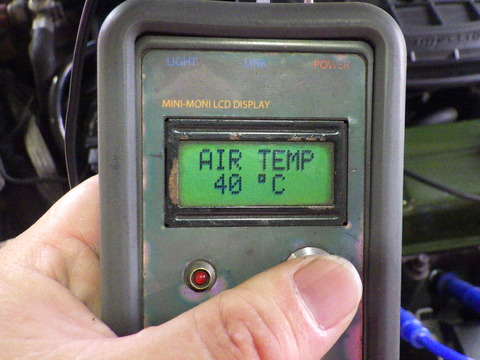 LIGHT LINK POWER
MINI-MONI LCD DISPLAY
AIR TEMP
40 °C